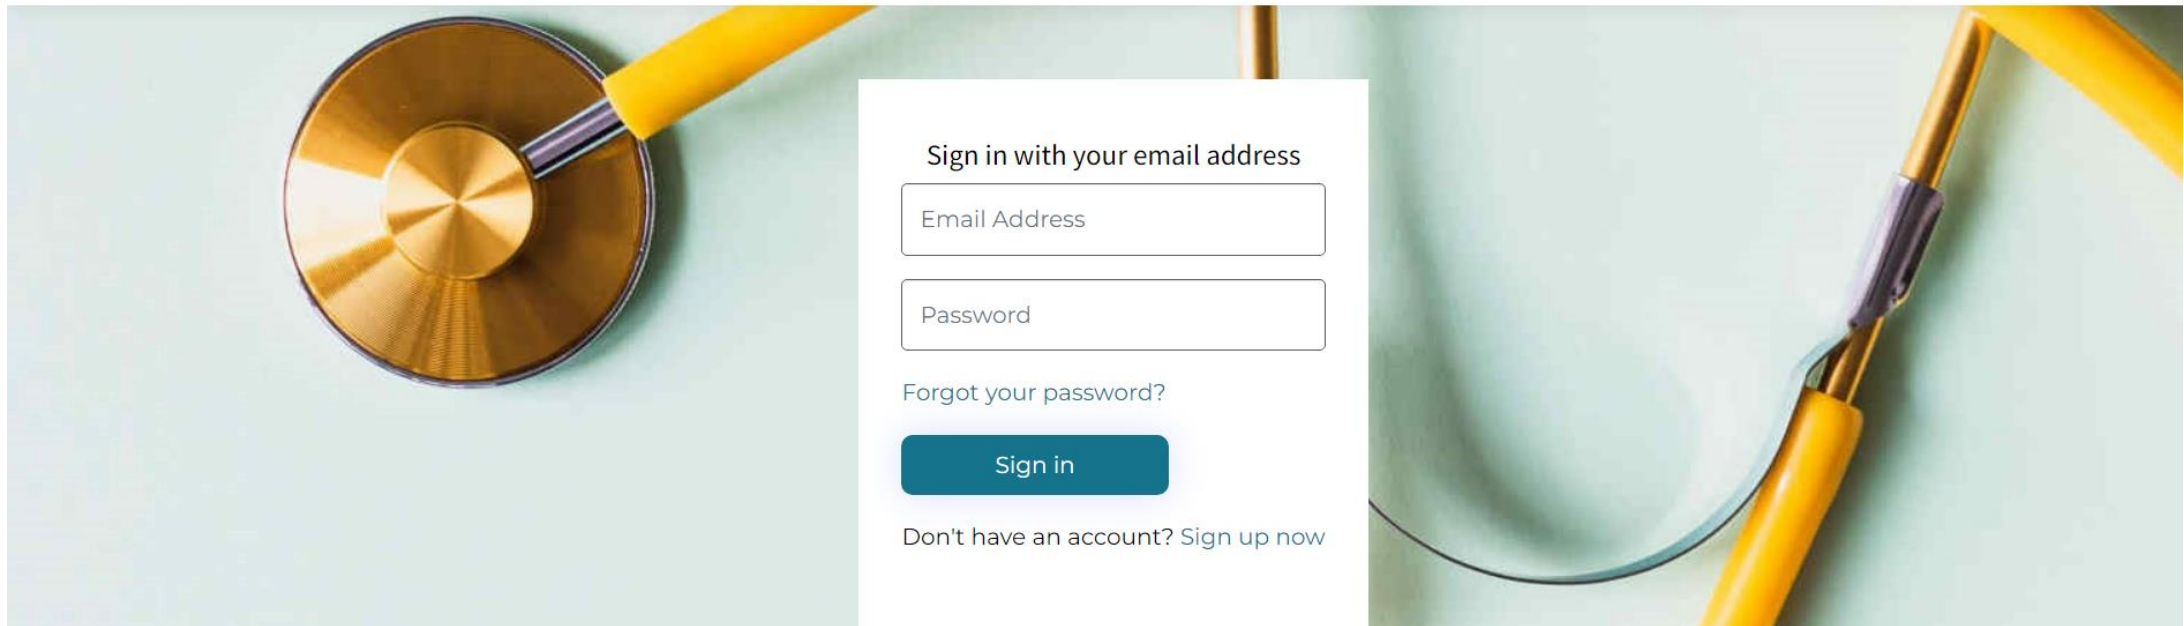 Sign in with your email address
Email Address
Password
Forgot your password?
Sign in
Don't have an account? Sign up now